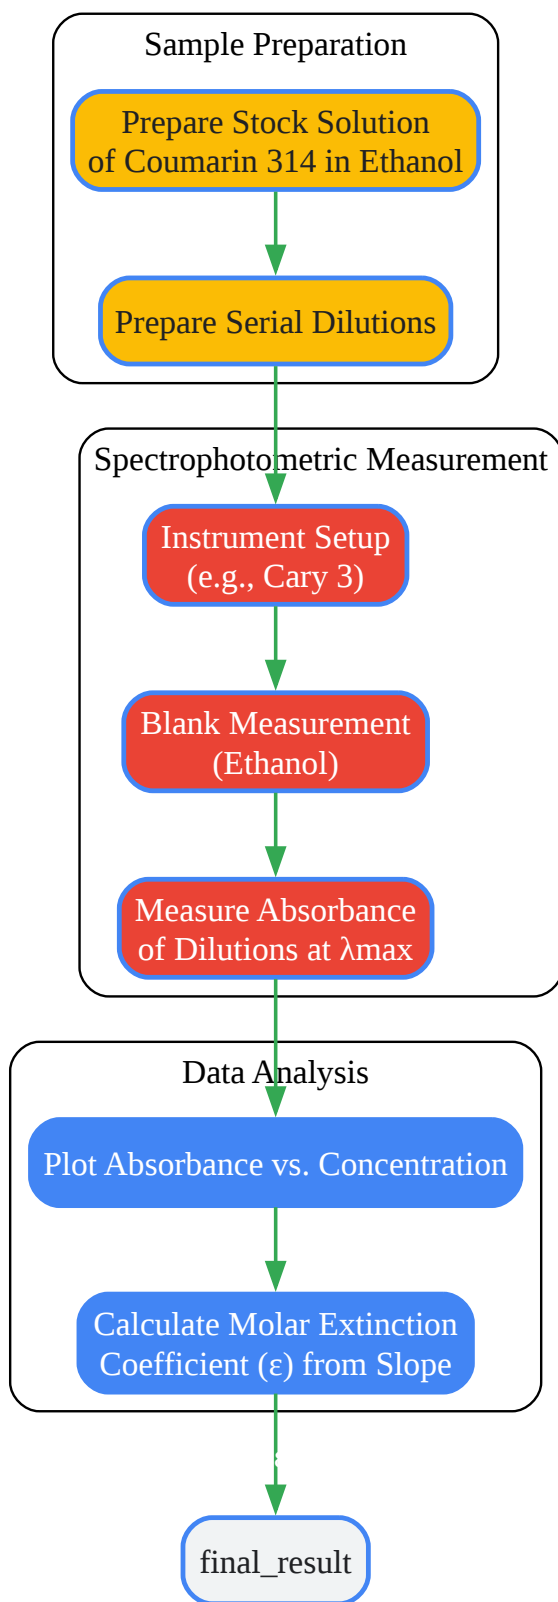 Sample Preparation
Prepare Stock Solution
of Coumarin 314 in Ethanol
Prepare Serial Dilutions
Spectrophotometric Measurement
Instrument Setup
(e.g., Cary 3)
Blank Measurement
(Ethanol)
Measure Absorbance
of Dilutions at λmax
Data Analysis
Plot Absorbance vs. Concentration
Calculate Molar Extinction
Coefficient (ε) from Slope
final_result